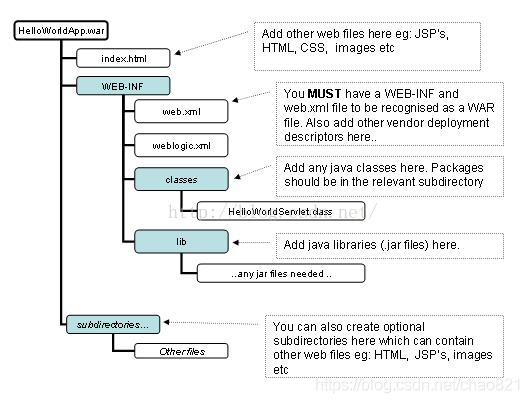 HelloWorldApp.war
Add other web files here eg: JSP's,
HTML, CSS, images etc
index.html
WEB-INF
You MUST have a WEB-INF and
web.xml file to be recognised as a WAR
file. Also add other vendor deployment
descriptors here..
web.xml
weblogic.xml
Add any java classes here. Packages
should be in the relevant subdirectory
classes
HelloWorldServlet.class
lib
Add java libraries (.jar files) here.
..any jar files needed ..
subdirectories...
You can also create optional
subdirectories here which can contain
other web files eg: HTML, JSP's, images
etc
Other files
https://blog.csdn.net/chao821